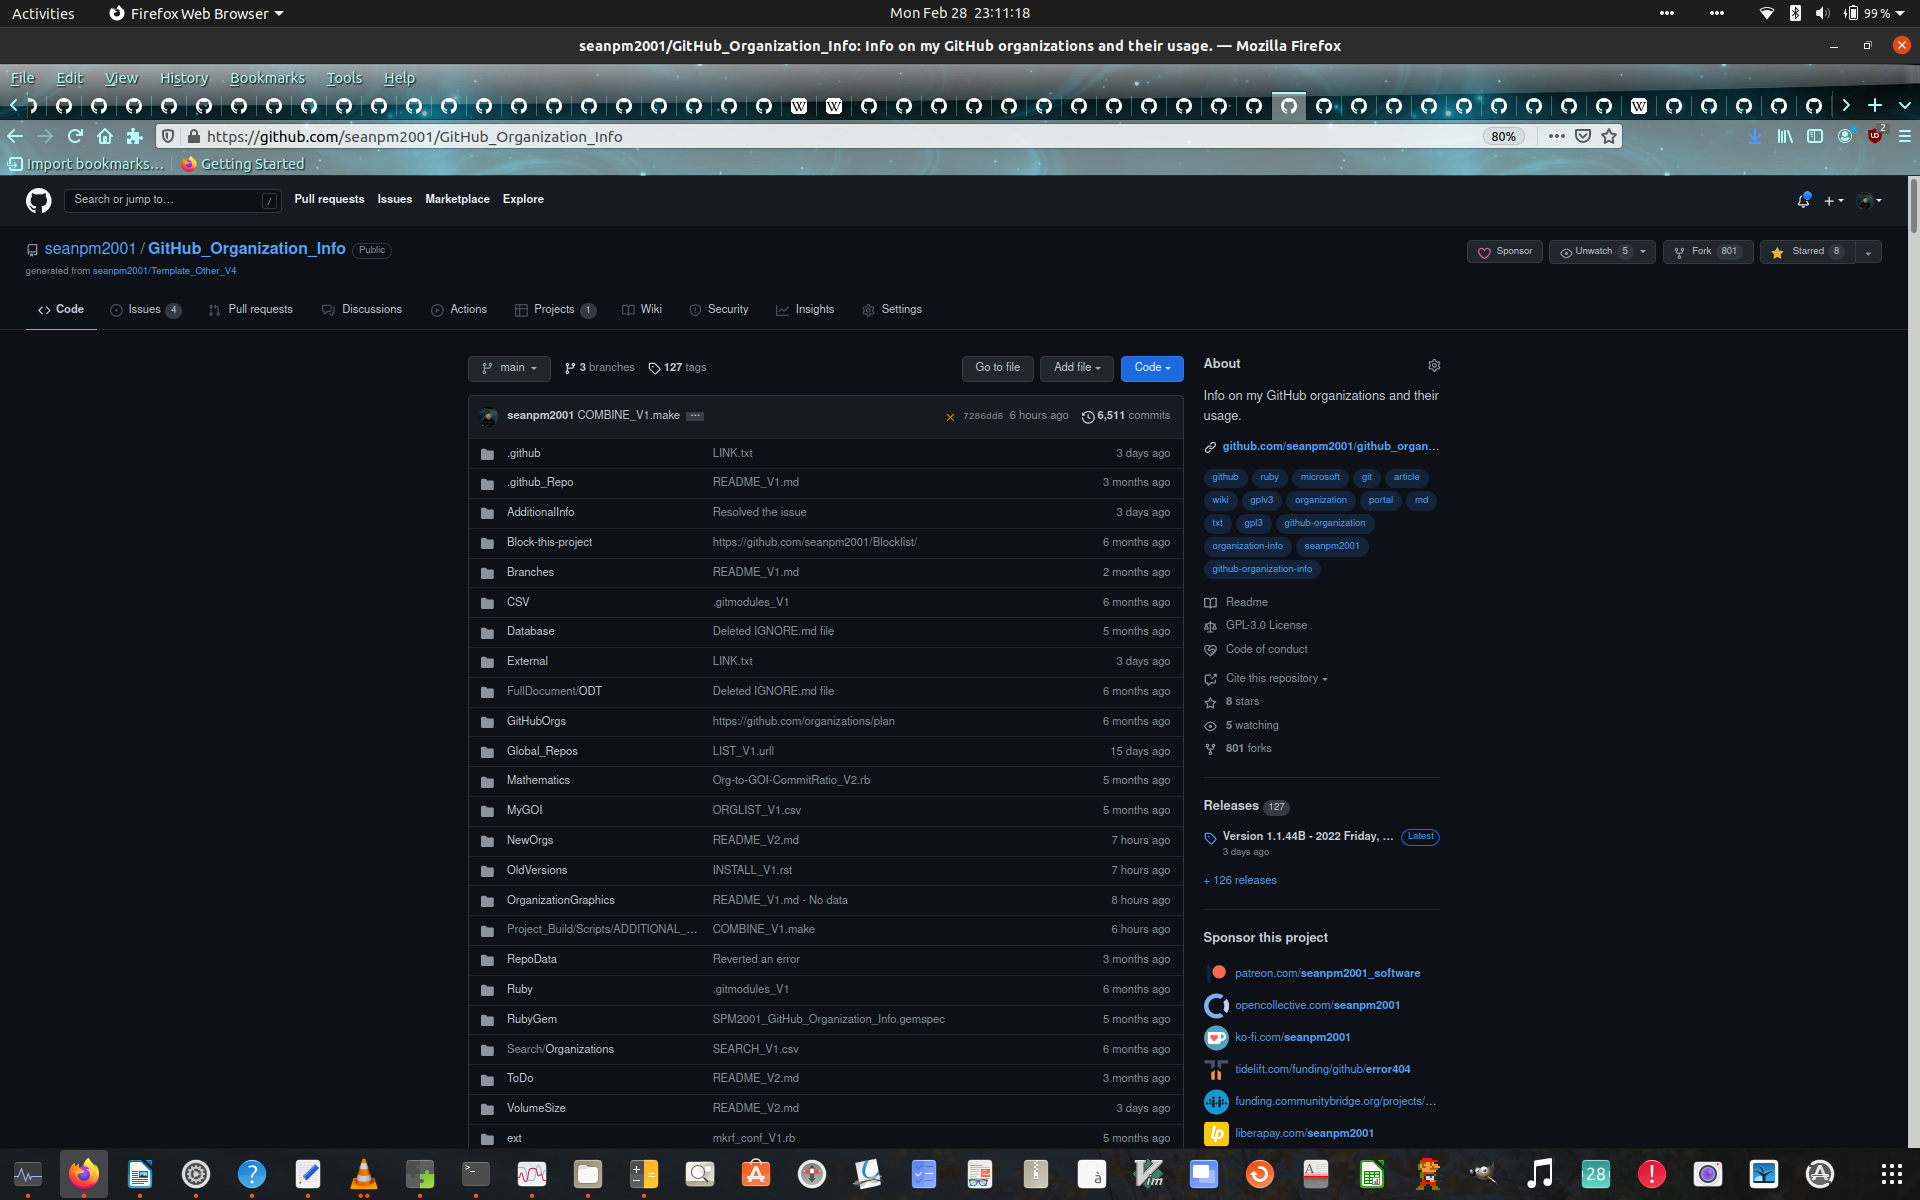 Activities Firefox Web Browser Mon Feb 28 23:11:18 99 %
seanpm2001/GitHub_Organization_Info: Info on my GitHub organizations and their usage. — Mozilla Firefox
File Edit View History Bookmarks Tools Help
https://github.com/seanpm2001/GitHub_Organization_Info 80% 2
Import bookmarks… Getting Started
Search or jump to… / Pull requests Issues Marketplace Explore
seanpm2001 / GitHub_Organization_Info Public Sponsor Unwatch 5 Fork 801 Starred 8
generated from seanpm2001/Template_Other_V4
Code Issues 4 Pull requests Discussions Actions Projects 1 Wiki Security Insights Settings
main 3 branches 127 tags Go to file Add file Code
seanpm2001 COMBINE_V1.make ... 7286dd6 6 hours ago 6,511 commits
.github LINK.txt 3 days ago
.github_Repo README_V1.md 3 months ago
AdditionalInfo Resolved the issue 3 days ago
Block-this-project https://github.com/seanpm2001/Blocklist/ 6 months ago
Branches README_V1.md 2 months ago
CSV .gitmodules_V1 6 months ago
Database Deleted IGNORE.md file 5 months ago
External LINK.txt 3 days ago
FullDocument/ODT Deleted IGNORE.md file 6 months ago
GitHubOrgs https://github.com/organizations/plan 6 months ago
Global_Repos LIST_V1.urll 15 days ago
Mathematics Org-to-GOI-CommitRatio_V2.rb 5 months ago
MyGOI ORGLIST_V1.csv 5 months ago
NewOrgs README_V2.md 7 hours ago
OldVersions INSTALL_V1.rst 7 hours ago
OrganizationGraphics README_V1.md - No data 8 hours ago
Project_Build/Scripts/ADDITIONAL_... COMBINE_V1.make 6 hours ago
RepoData Reverted an error 3 months ago
Ruby .gitmodules_V1 6 months ago
RubyGem SPM2001_GitHub_Organization_Info.gemspec 5 months ago
Search/Organizations SEARCH_V1.csv 6 months ago
ToDo README_V2.md 3 months ago
VolumeSize README_V2.md 3 days ago
ext mkrf_conf_V1.rb 5 months ago
About
Info on my GitHub organizations and their
usage.
github.com/seanpm2001/github_organ...
github ruby microsoft git article
wiki gplv3 organization portal md
txt gpl3 github-organization
organization-info seanpm2001
github-organization-info
Readme
GPL-3.0 License
Code of conduct
Cite this repository
8 stars
5 watching
801 forks
Releases 127
Version 1.1.44B - 2022 Friday, ... Latest
3 days ago
+ 126 releases
Sponsor this project
patreon.com/seanpm2001_software
opencollective.com/seanpm2001
ko-fi.com/seanpm2001
tidelift.com/funding/github/error404
funding.communitybridge.org/projects/...
liberapay.com/seanpm2001
28